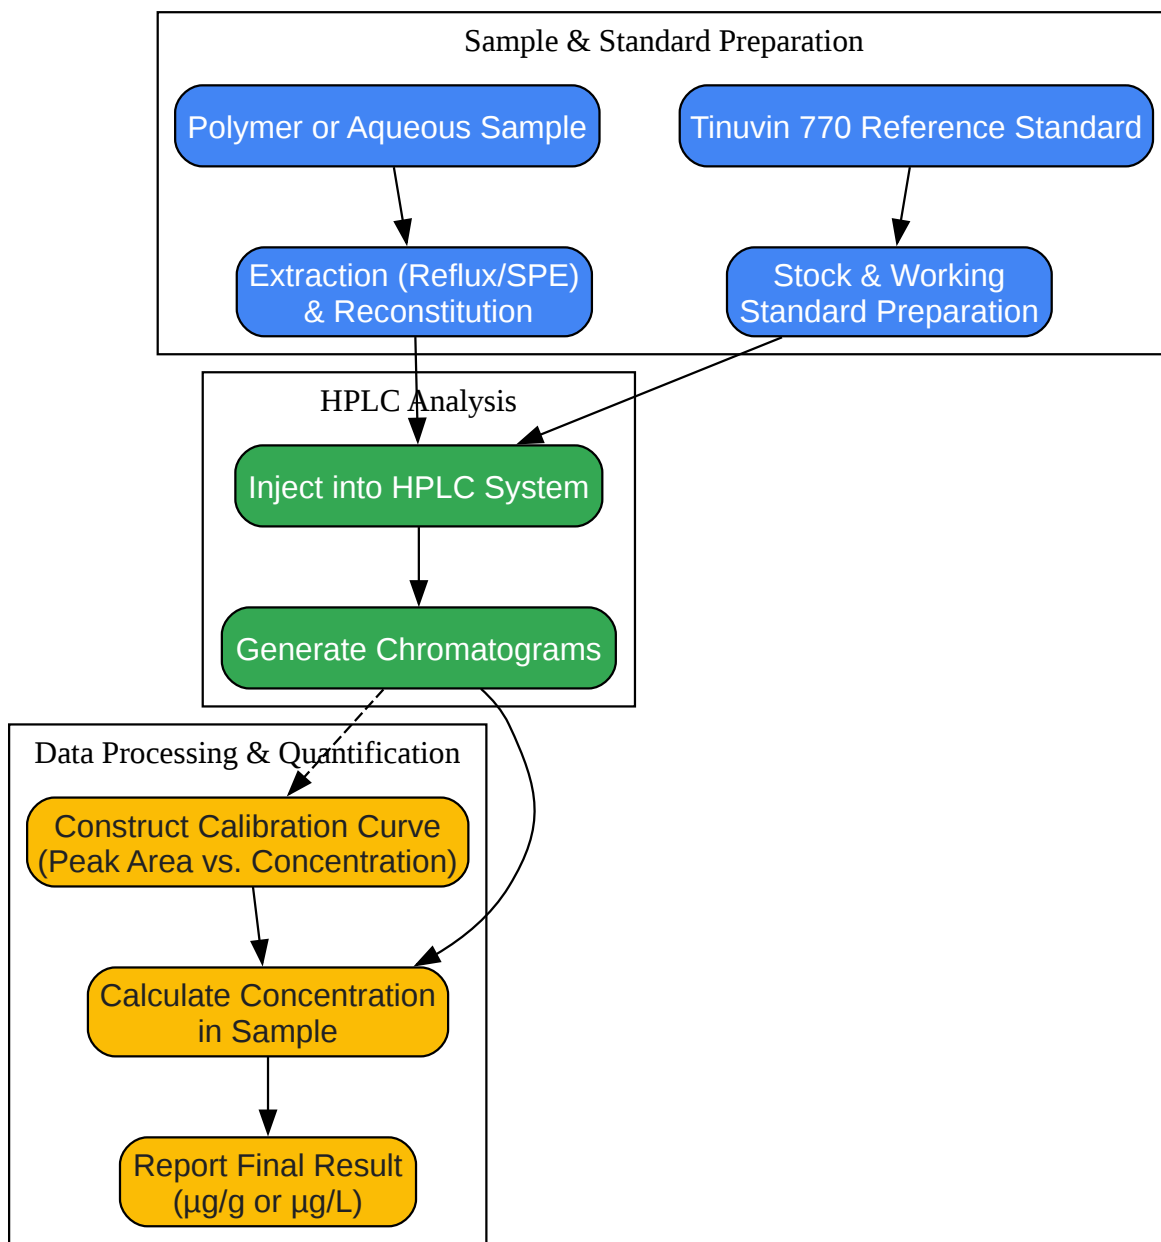 Sample & Standard Preparation
Polymer or Aqueous Sample
Tinuvin 770 Reference Standard
Extraction (Reflux/SPE)
& Reconstitution
Stock & Working
Standard Preparation
HPLC Analysis
Inject into HPLC System
Generate Chromatograms
Data Processing & Quantification
Construct Calibration Curve
(Peak Area vs. Concentration)
Calculate Concentration
in Sample
Report Final Result
(µg/g or µg/L)